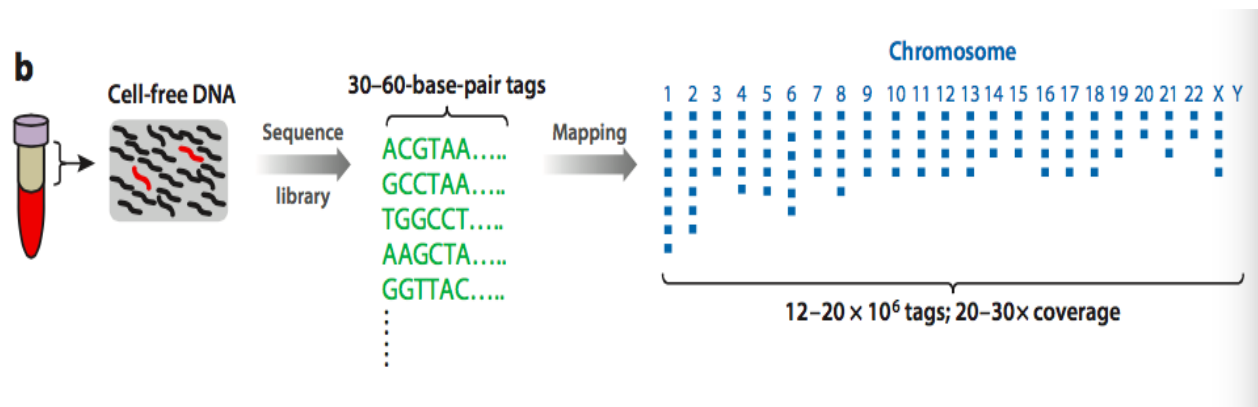 b
Cell-free DNA
Sequence
library
30–60-base-pair tags
ACGTAA…..
GCCTAA…..
TGGCCT…..
AAGCTA…..
GGTTAC…..
Mapping
Chromosome
1 2 3 4 5 6 7 8 9 10 11 12 13 14 15 16 17 18 19 20 21 22 X Y
12–20 × 10⁶ tags; 20–30× coverage